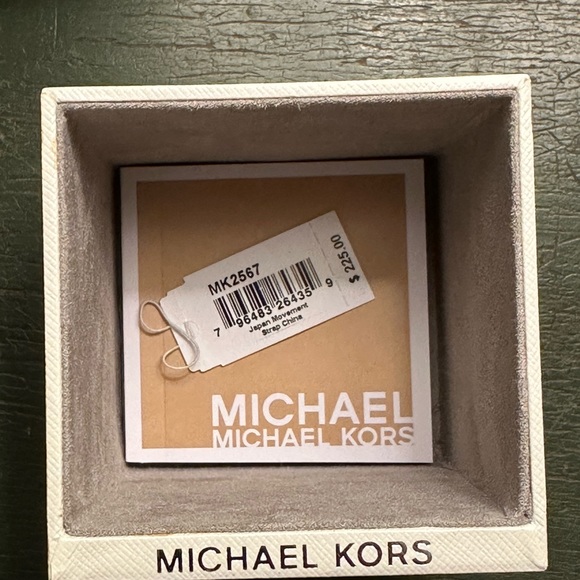 MK2567
$ 225.00
7 96483 26435 9
Japan Movement
Strap China
MICHAEL
MICHAEL KORS
MICHAEL KORS